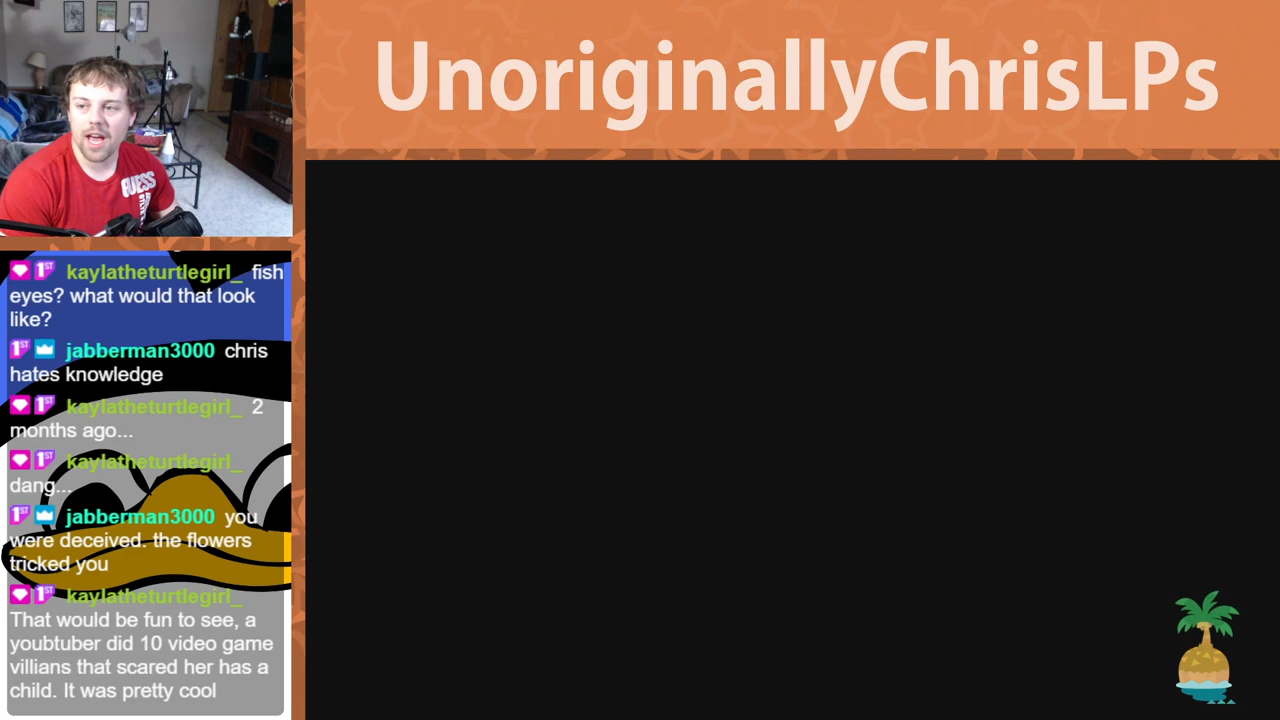 UnoriginallyChrisLPs
GUESS
kaylatheturtlegirl_ fish
eyes? what would that look
like?
jabberman3000 chris
hates knowledge
kaylatheturtlegirl_ 2
months ago...
kaylatheturtlegirl_
dang...
jabberman3000 you
were deceived. the flowers
tricked you
kaylatheturtlegirl_
That would be fun to see, a
youbtuber did 10 video game
villians that scared her has a
child. It was pretty cool